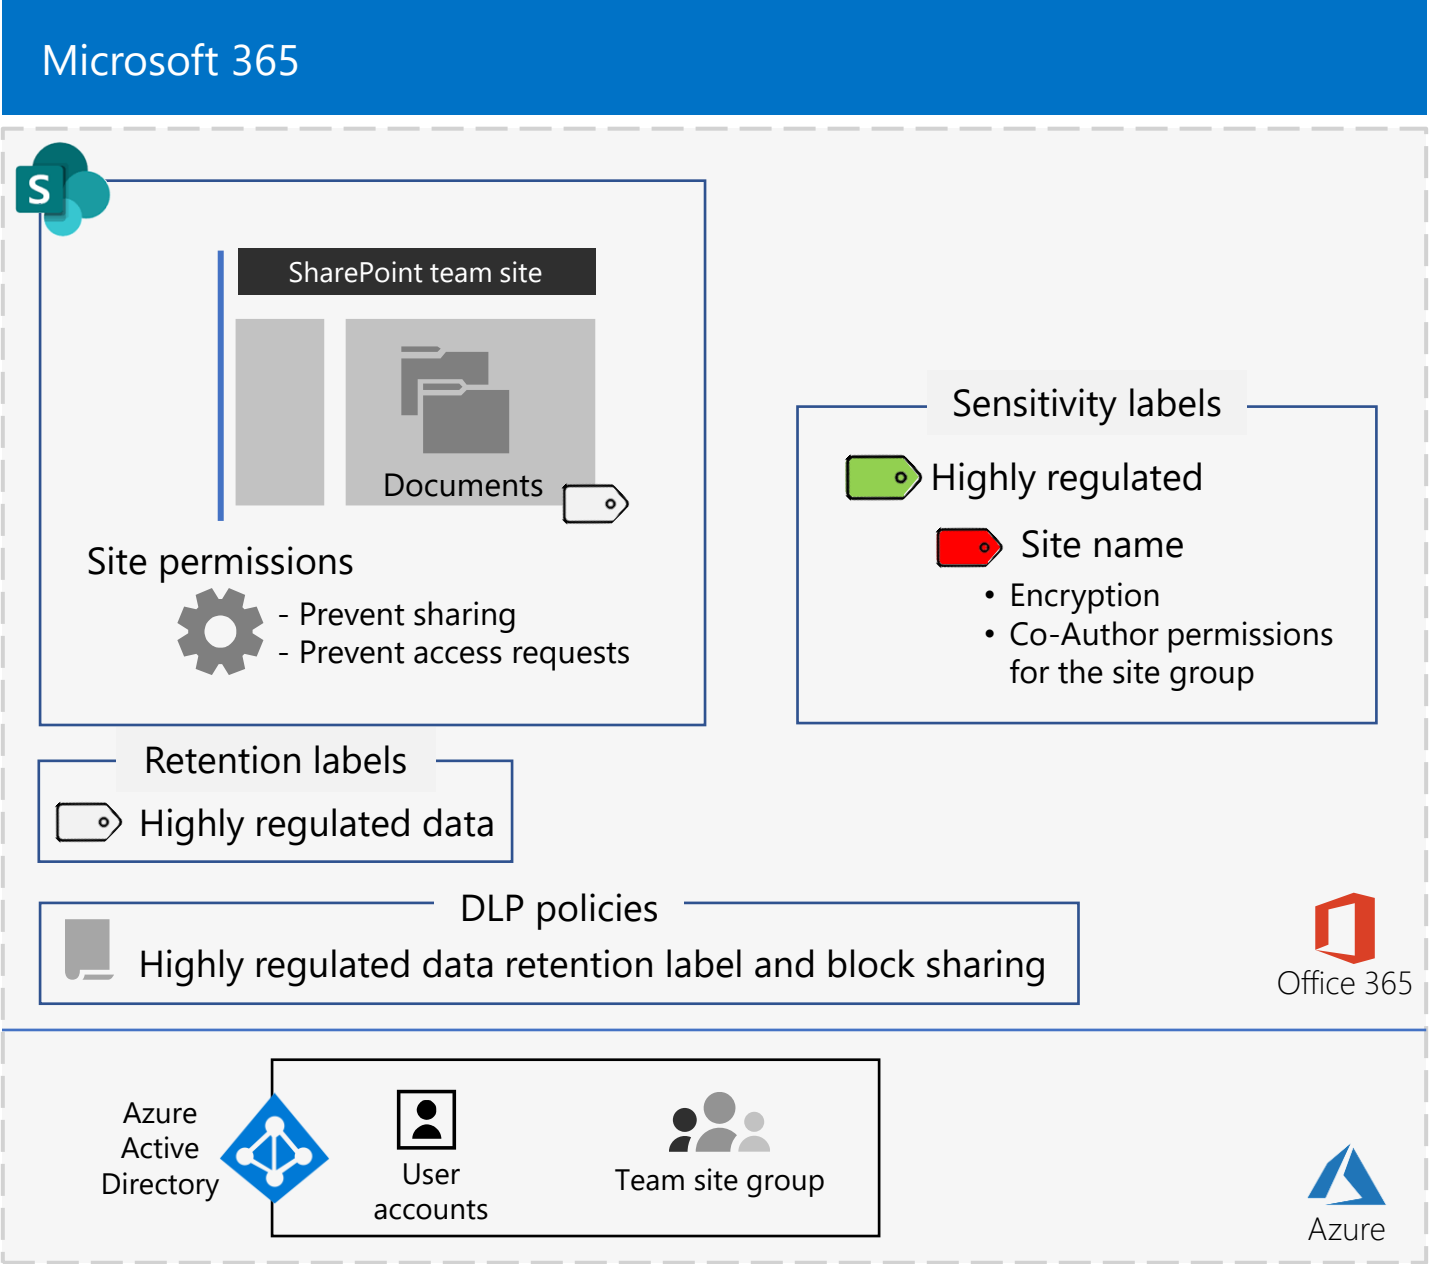 Microsoft 365
S
SharePoint team site
Documents
Site permissions
- Prevent sharing
- Prevent access requests
Sensitivity labels
Highly regulated
Site name
• Encryption
• Co-Author permissions
for the site group
Retention labels
Highly regulated data
DLP policies
Highly regulated data retention label and block sharing
Office 365
Azure
Active
Directory
User
accounts
Team site group
Azure